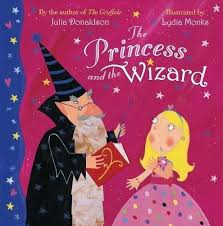 By the author of The Gruffalo
Julia Donaldson
Illustrated by
Lydia Monks
The
Princess
and the
Wizard